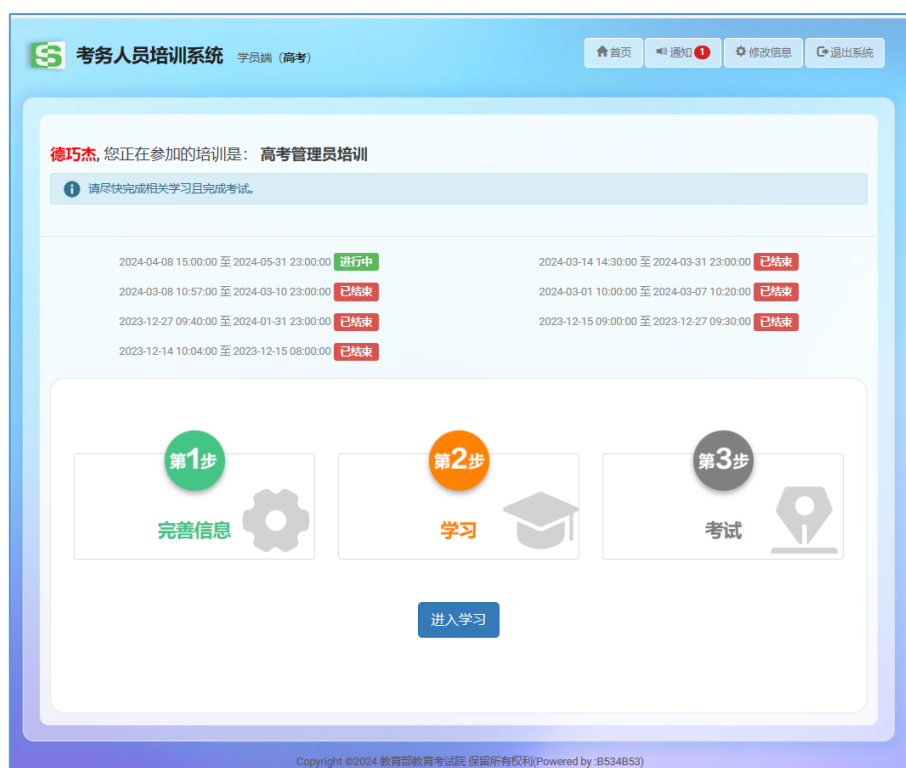 考务人员培训系统 学员端 (高考) 首页 通知 1 修改信息 退出系统
德巧杰, 您正在参加的培训是： 高考管理员培训
请尽快完成相关学习且完成考试。
2024-04-08 15:00:00 至 2024-05-31 23:00:00 进行中 2024-03-14 14:30:00 至 2024-03-31 23:00:00 已结束
2024-03-08 10:57:00 至 2024-03-10 23:00:00 已结束 2024-03-01 10:00:00 至 2024-03-07 10:20:00 已结束
2023-12-27 09:40:00 至 2024-01-31 23:00:00 已结束 2023-12-15 09:00:00 至 2023-12-27 09:30:00 已结束
2023-12-14 10:04:00 至 2023-12-15 08:00:00 已结束
第1步 第2步 第3步
完善信息 学习 考试
进入学习
Copyright ©2024 教育部教育考试院 保留所有权利(Powered by :B534B53)